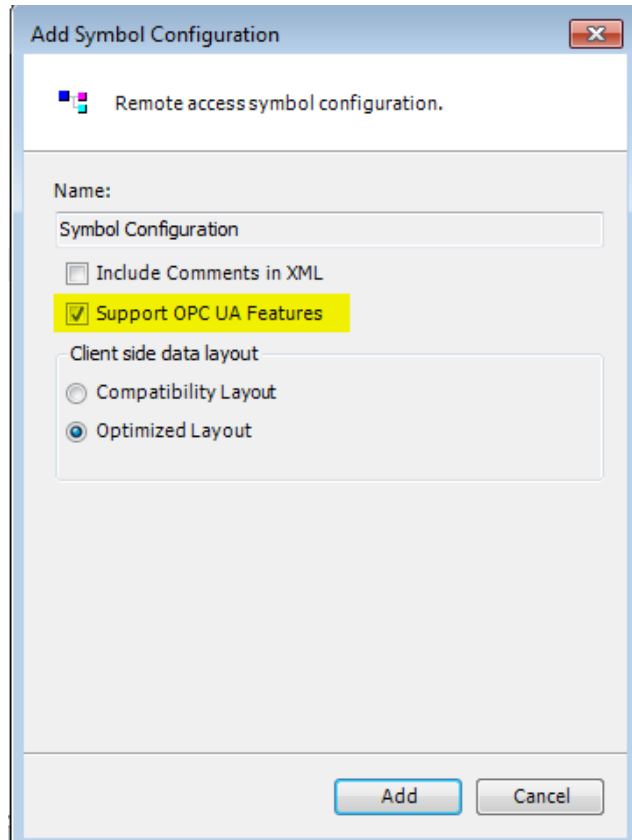 Add Symbol Configuration
Remote access symbol configuration.
Name:
Symbol Configuration
Include Comments in XML
Support OPC UA Features
Client side data layout
Compatibility Layout
Optimized Layout
Add
Cancel